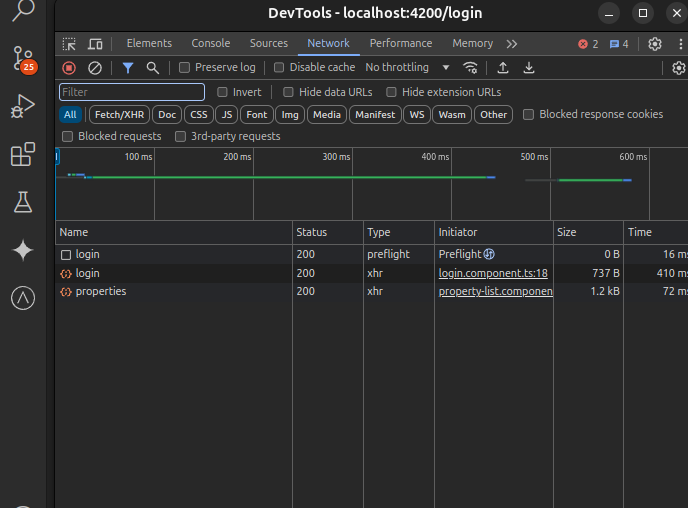 DevTools - localhost:4200/login
25
Elements Console Sources Network Performance Memory 2 4
Preserve log Disable cache No throttling
Filter Invert Hide data URLs Hide extension URLs
All Fetch/XHR Doc CSS JS Font Img Media Manifest WS Wasm Other Blocked response cookies
Blocked requests 3rd-party requests
100 ms 200 ms 300 ms 400 ms 500 ms 600 ms
Name Status Type Initiator Size Time
login 200 preflight Preflight 0 B 16 ms
login 200 xhr login.component.ts:18 737 B 410 ms
properties 200 xhr property-list.componen 1.2 kB 72 ms